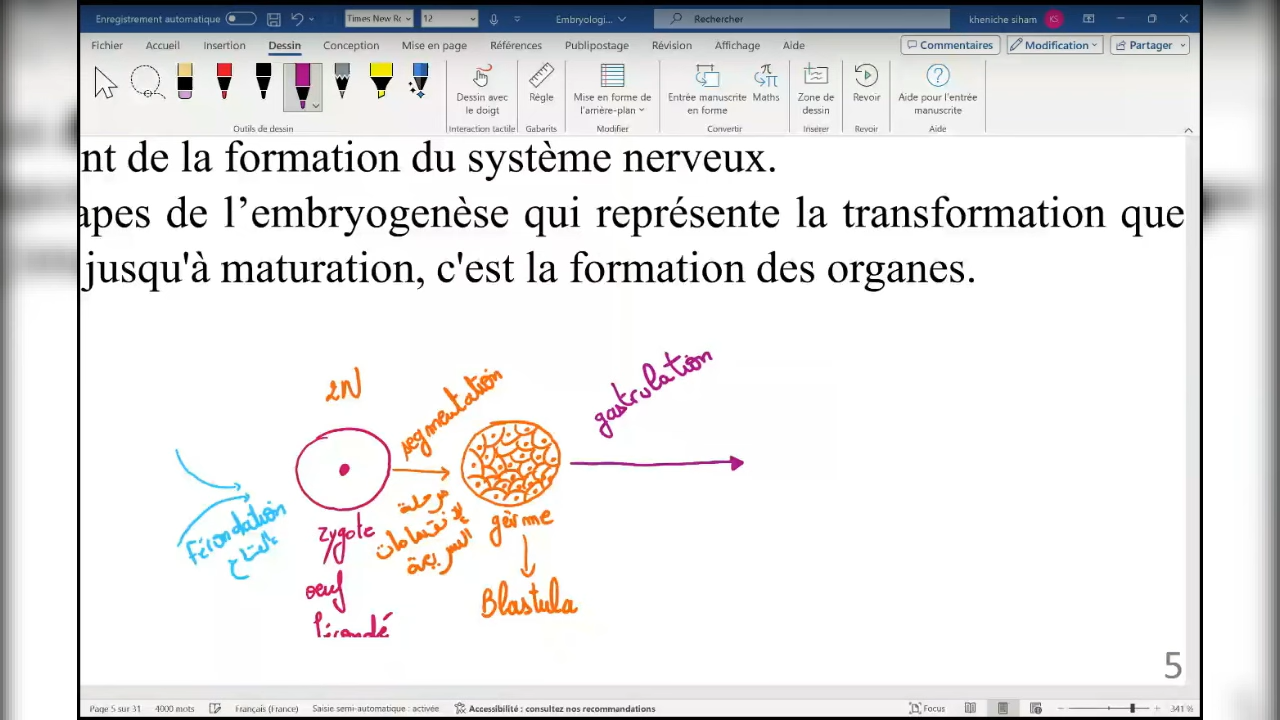 Enregistrement automatique
Times New Ro
12
Embryologi...
Rechercher
kheniche siham
KS
Fichier
Accueil
Insertion
Dessin
Conception
Mise en page
Références
Publipostage
Révision
Affichage
Aide
Commentaires
Modification
Partager
Dessin avec
le doigt
Règle
Mise en forme de
l'arrière-plan
Entrée manuscrite
en forme
Maths
Zone de
dessin
Revoir
Aide pour l'entrée
manuscrite
Outils de dessin
Interaction tactile
Gabarits
Modifier
Convertir
Insérer
Revoir
Aide
nt de la formation du système nerveux.
apes de l’embryogenèse qui représente la transformation que
jusqu'à maturation, c'est la formation des organes.
2N
segmentation
gastrulation
مرحلة
الانقسامات
السريعة
zygote
oeuf
germe
Blastula
5
Page 5 sur 31
4000 mots
Français (France)
Saisie semi-automatique : activée
Accessibilité : consultez nos recommandations
Focus
341 %